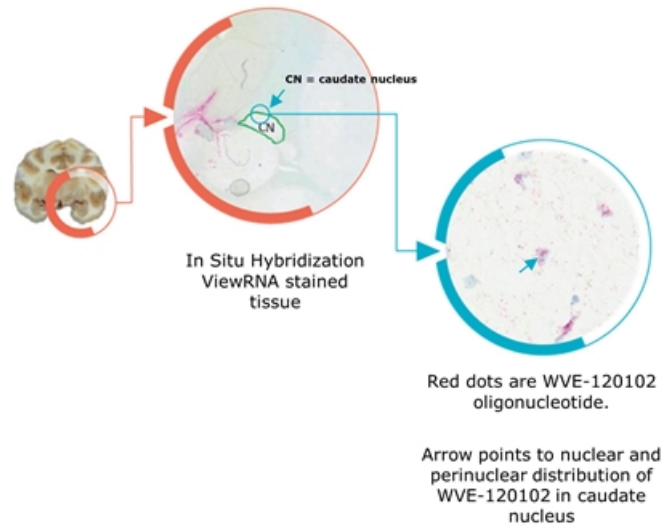 CN = caudate nucleus
CN
In Situ Hybridization
ViewRNA stained
tissue
Red dots are WVE-120102
oligonucleotide.
Arrow points to nuclear and
perinuclear distribution of
WVE-120102 in caudate
nucleus